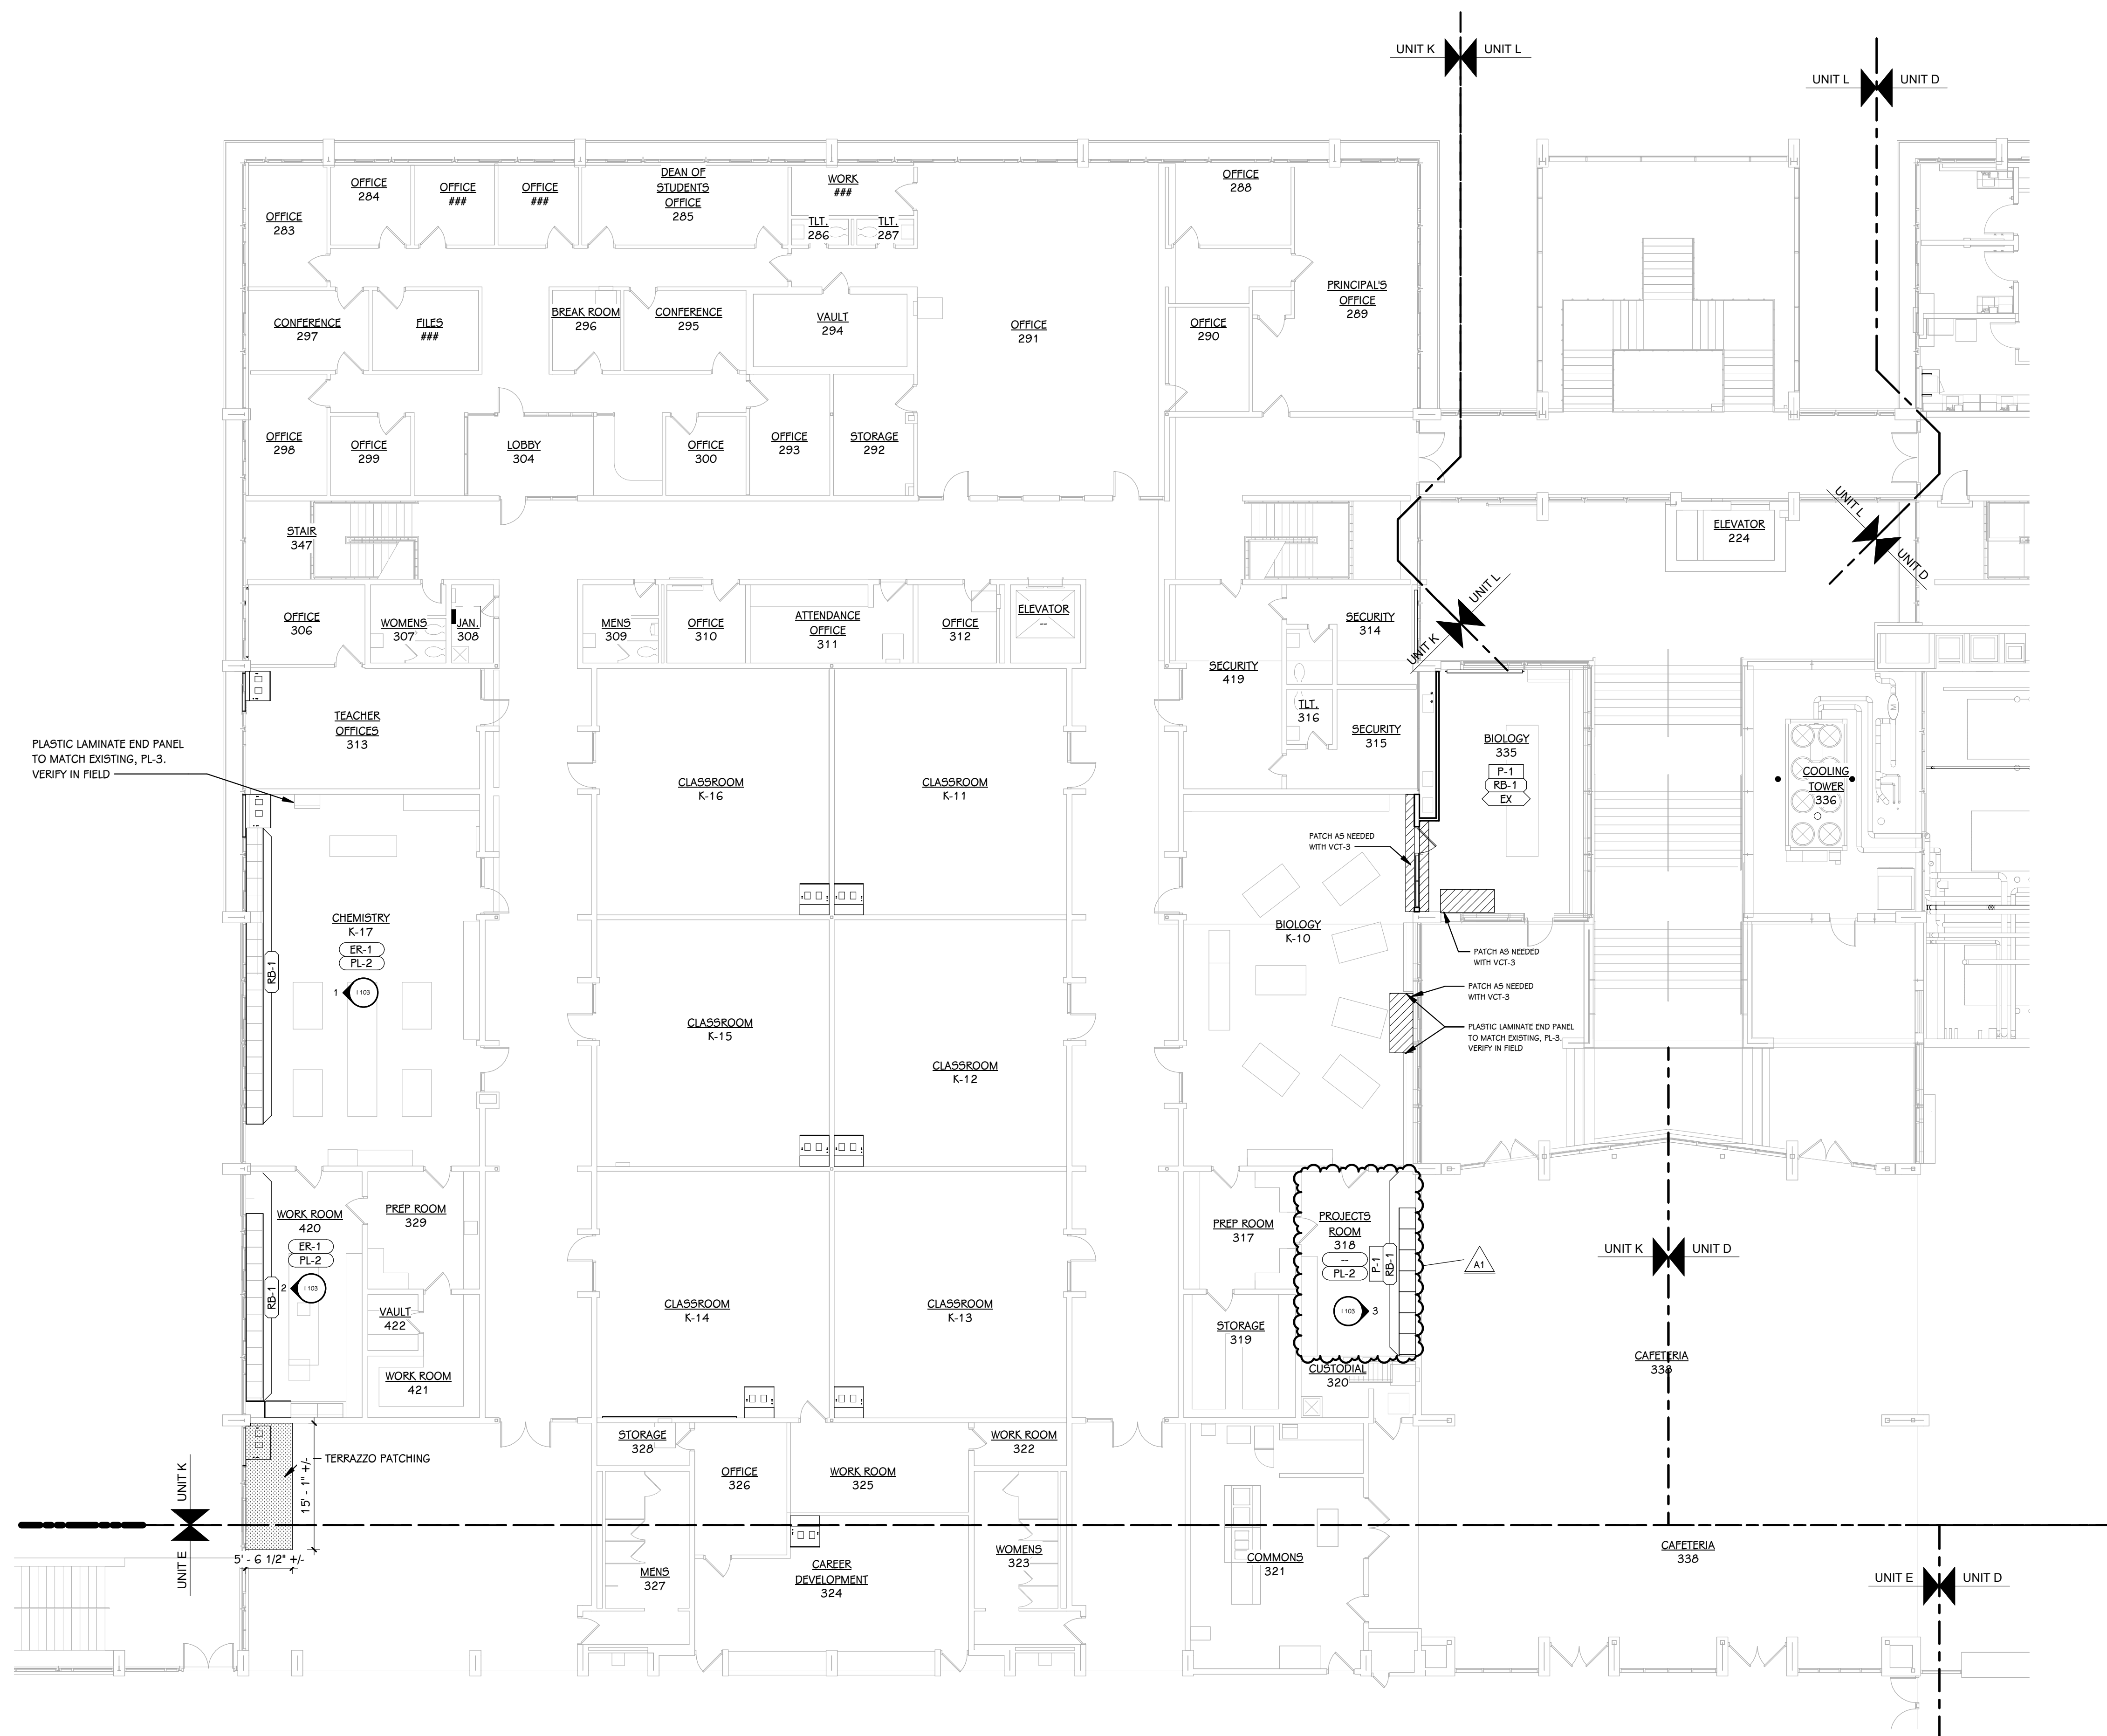 UNIT K
UNIT L
UNIT L
UNIT D
OFFICE
283
OFFICE
284
OFFICE
###
OFFICE
###
DEAN OF
STUDENTS
OFFICE
285
WORK
###
TLT.
286
TLT.
287
OFFICE
288
PRINCIPAL'S
OFFICE
289
OFFICE
290
OFFICE
291
CONFERENCE
297
FILES
###
BREAK ROOM
296
CONFERENCE
295
VAULT
294
OFFICE
298
OFFICE
299
LOBBY
304
OFFICE
300
OFFICE
293
STORAGE
292
STAIR
347
ELEVATOR
224
UNIT L
UNIT D
UNIT L
UNIT K
OFFICE
306
WOMENS
307
JAN.
308
MENS
309
OFFICE
310
ATTENDANCE
OFFICE
311
OFFICE
312
ELEVATOR
--
SECURITY
314
SECURITY
419
TLT.
316
SECURITY
315
TEACHER
OFFICES
313
PLASTIC LAMINATE END PANEL
TO MATCH EXISTING, PL-3.
VERIFY IN FIELD
CLASSROOM
K-16
CLASSROOM
K-11
BIOLOGY
335
P-1
RB-1
EX
COOLING
TOWER
336
M
PATCH AS NEEDED
WITH VCT-3
CHEMISTRY
K-17
ER-1
PL-2
RB-1
1
I 103
BIOLOGY
K-10
PATCH AS NEEDED
WITH VCT-3
PATCH AS NEEDED
WITH VCT-3
PLASTIC LAMINATE END PANEL
TO MATCH EXISTING, PL-3.
VERIFY IN FIELD
CLASSROOM
K-15
CLASSROOM
K-12
WORK ROOM
420
ER-1
PL-2
RB-1
2
I 103
PREP ROOM
329
VAULT
422
WORK ROOM
421
CLASSROOM
K-14
CLASSROOM
K-13
PREP ROOM
317
PROJECTS
ROOM
318
--
PL-2
P-1
RB-1
I 103
3
A1
STORAGE
319
CUSTODIAL
320
UNIT K
UNIT D
CAFETERIA
338
TERRAZZO PATCHING
15' - 1" +/-
5' - 6 1/2" +/-
UNIT K
UNIT E
STORAGE
328
OFFICE
326
WORK ROOM
325
WORK ROOM
322
MENS
327
CAREER
DEVELOPMENT
324
WOMENS
323
COMMONS
321
CAFETERIA
338
UNIT E
UNIT D